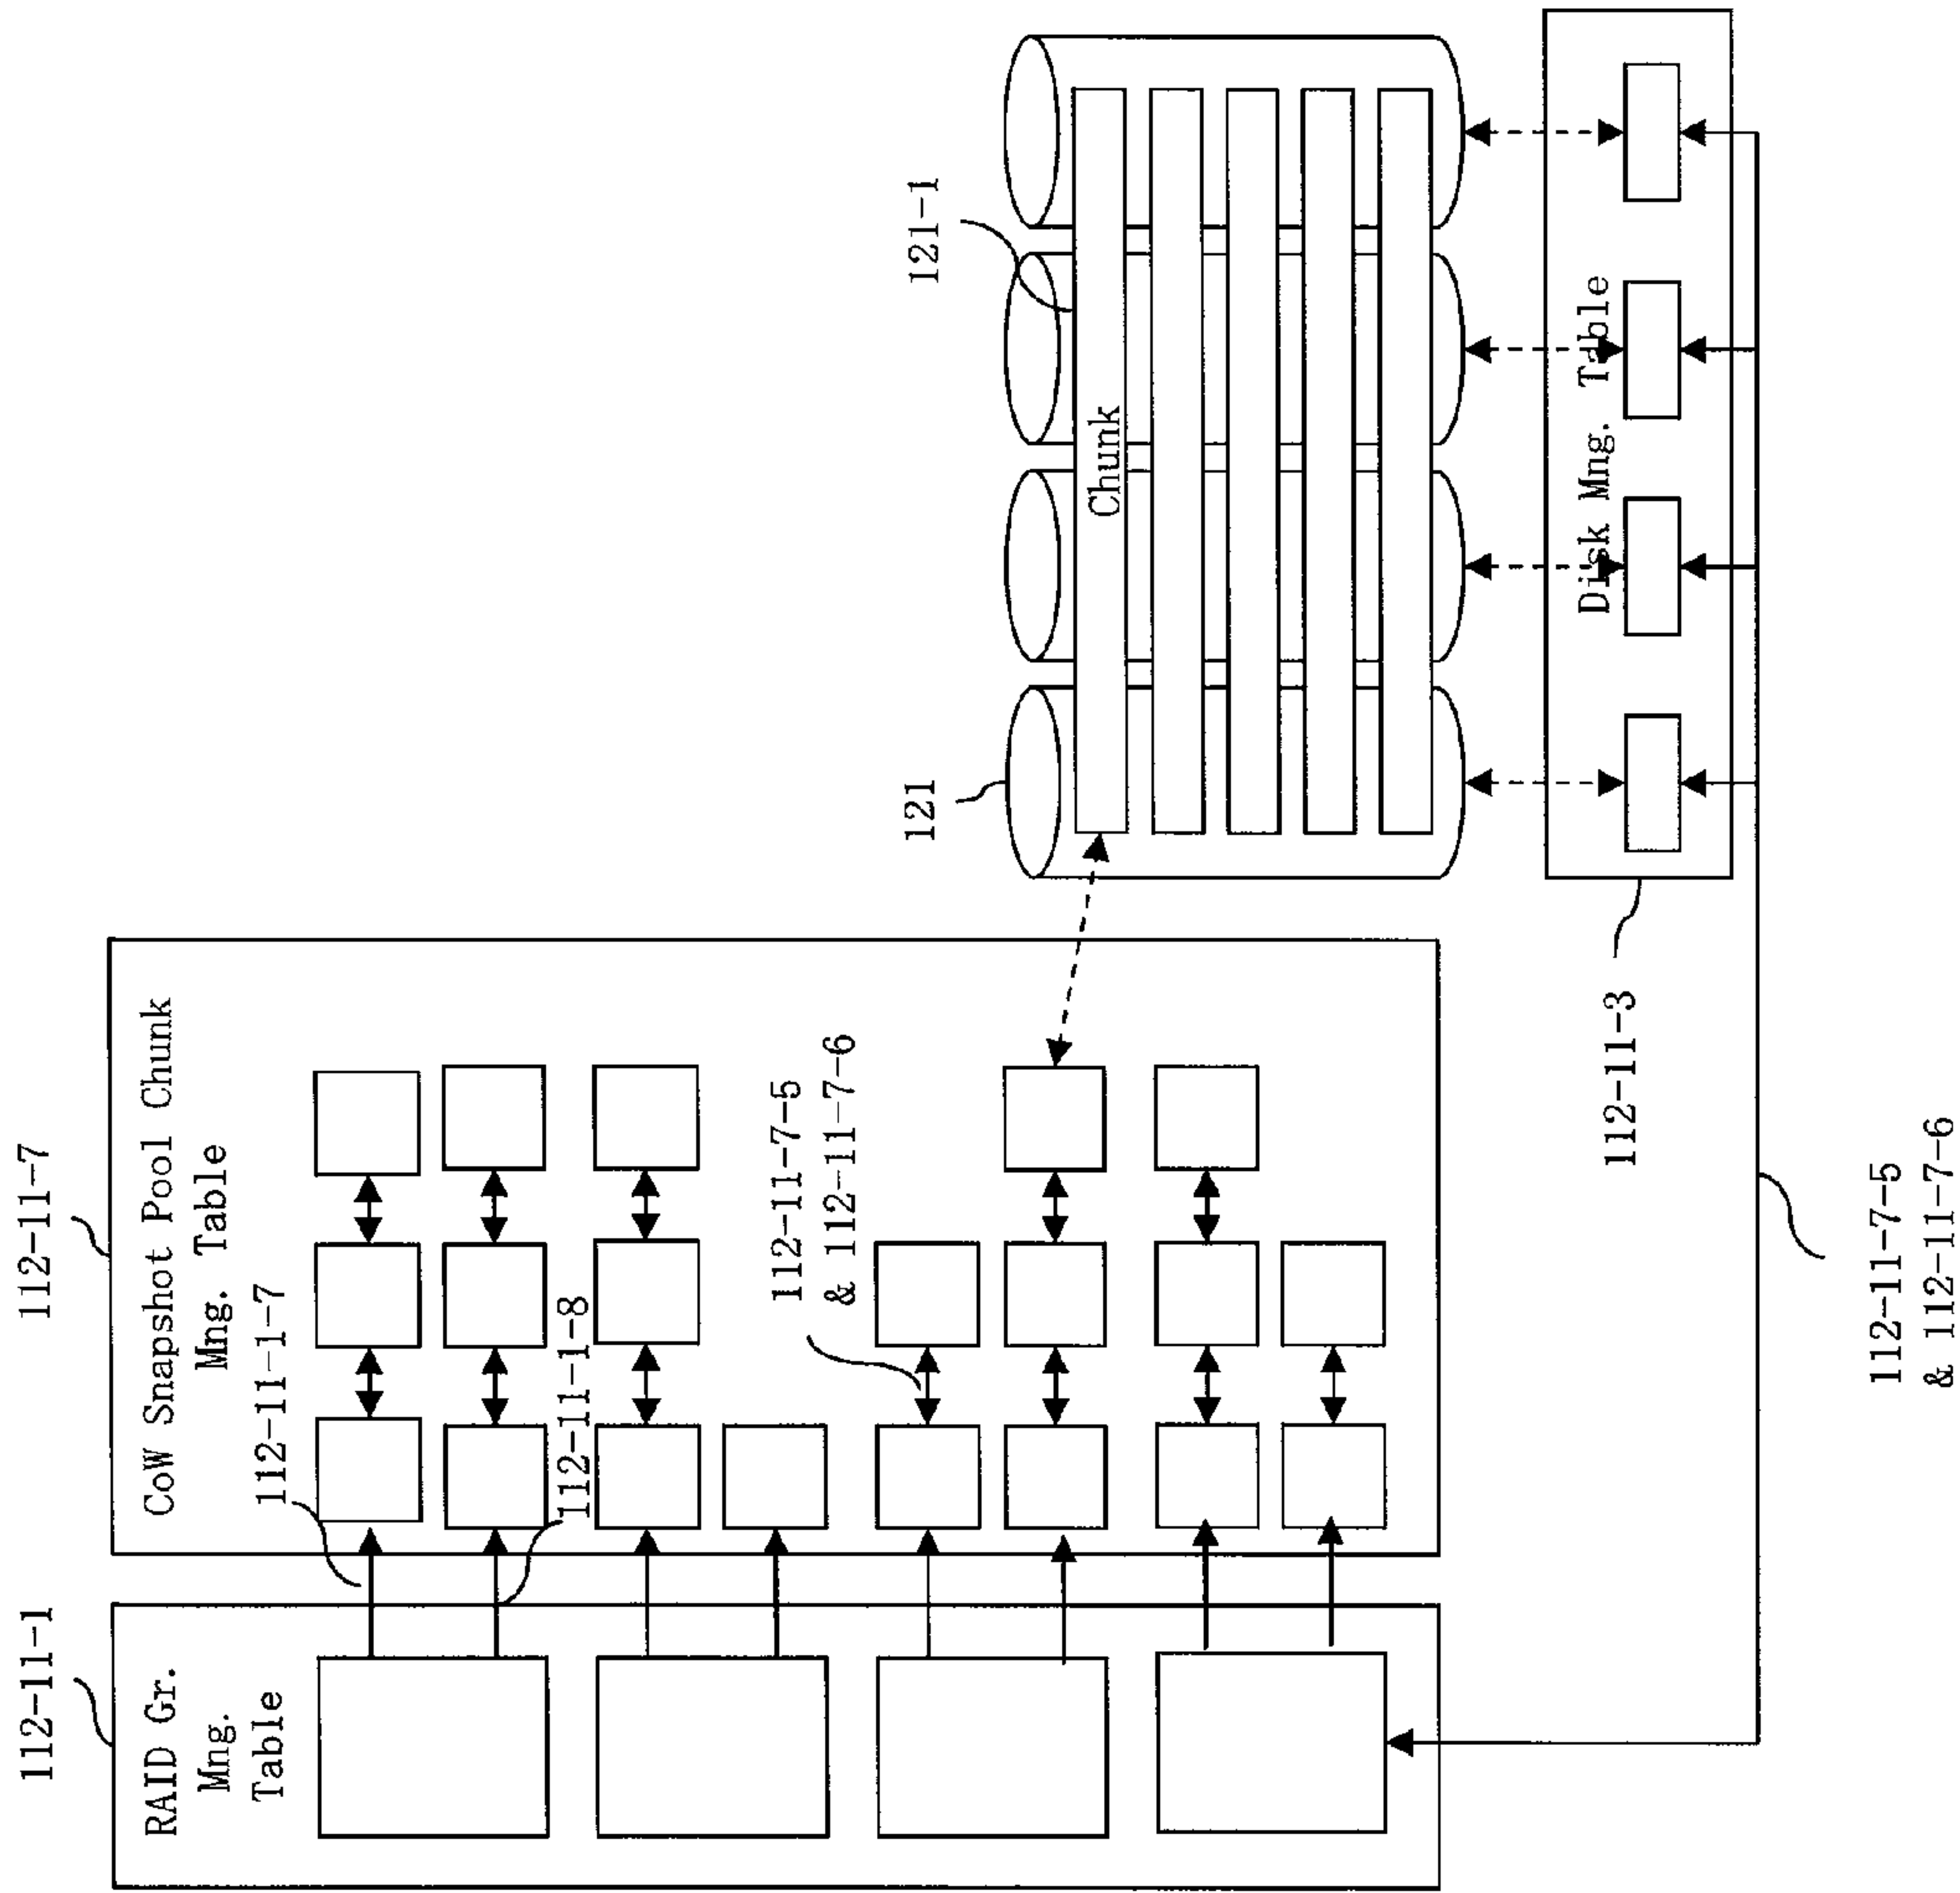 112-11-1
RAID Gr.
Mng.
Table
112-11-7
CoW Snapshot Pool Chunk
Mng. Table
112-11-1-7
112-11-1-8
112-11-7-5
& 112-11-7-6
121
121-1
Chunk
112-11-3
Disk Mng. Table
112-11-7-5
& 112-11-7-6